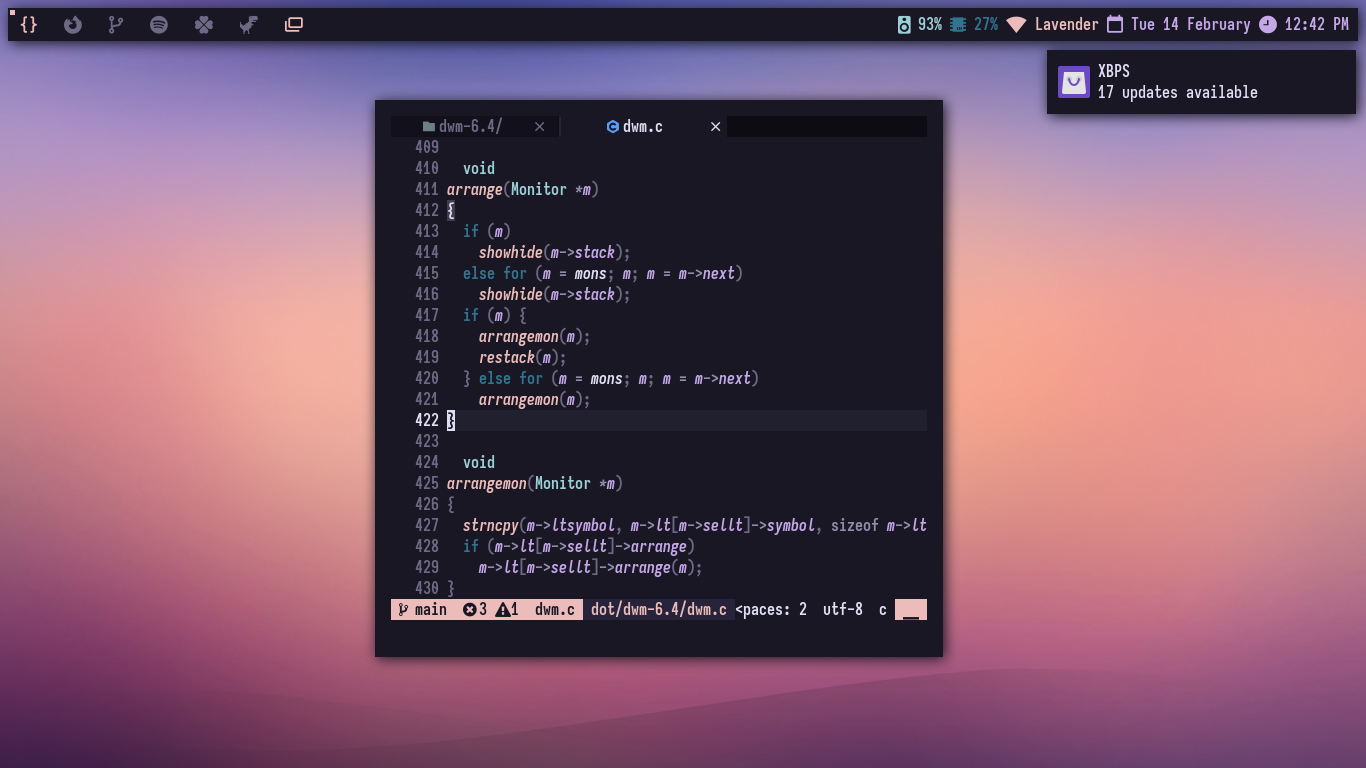 {} 93% 27% Lavender Tue 14 February 12:42 PM
XBPS
17 updates available
dwm-6.4/ × dwm.c ×
409
410   void
411 arrange(Monitor *m)
412 {
413   if (m)
414     showhide(m->stack);
415   else for (m = mons; m; m = m->next)
416     showhide(m->stack);
417   if (m) {
418     arrangemon(m);
419     restack(m);
420   } else for (m = mons; m; m = m->next)
421     arrangemon(m);
422 }
423
424   void
425 arrangemon(Monitor *m)
426 {
427   strncpy(m->ltsymbol, m->lt[m->sellt]->symbol, sizeof m->lt
428   if (m->lt[m->sellt]->arrange)
429     m->lt[m->sellt]->arrange(m);
430 }
main 3 1 dwm.c dot/dwm-6.4/dwm.c <paces: 2 utf-8 c